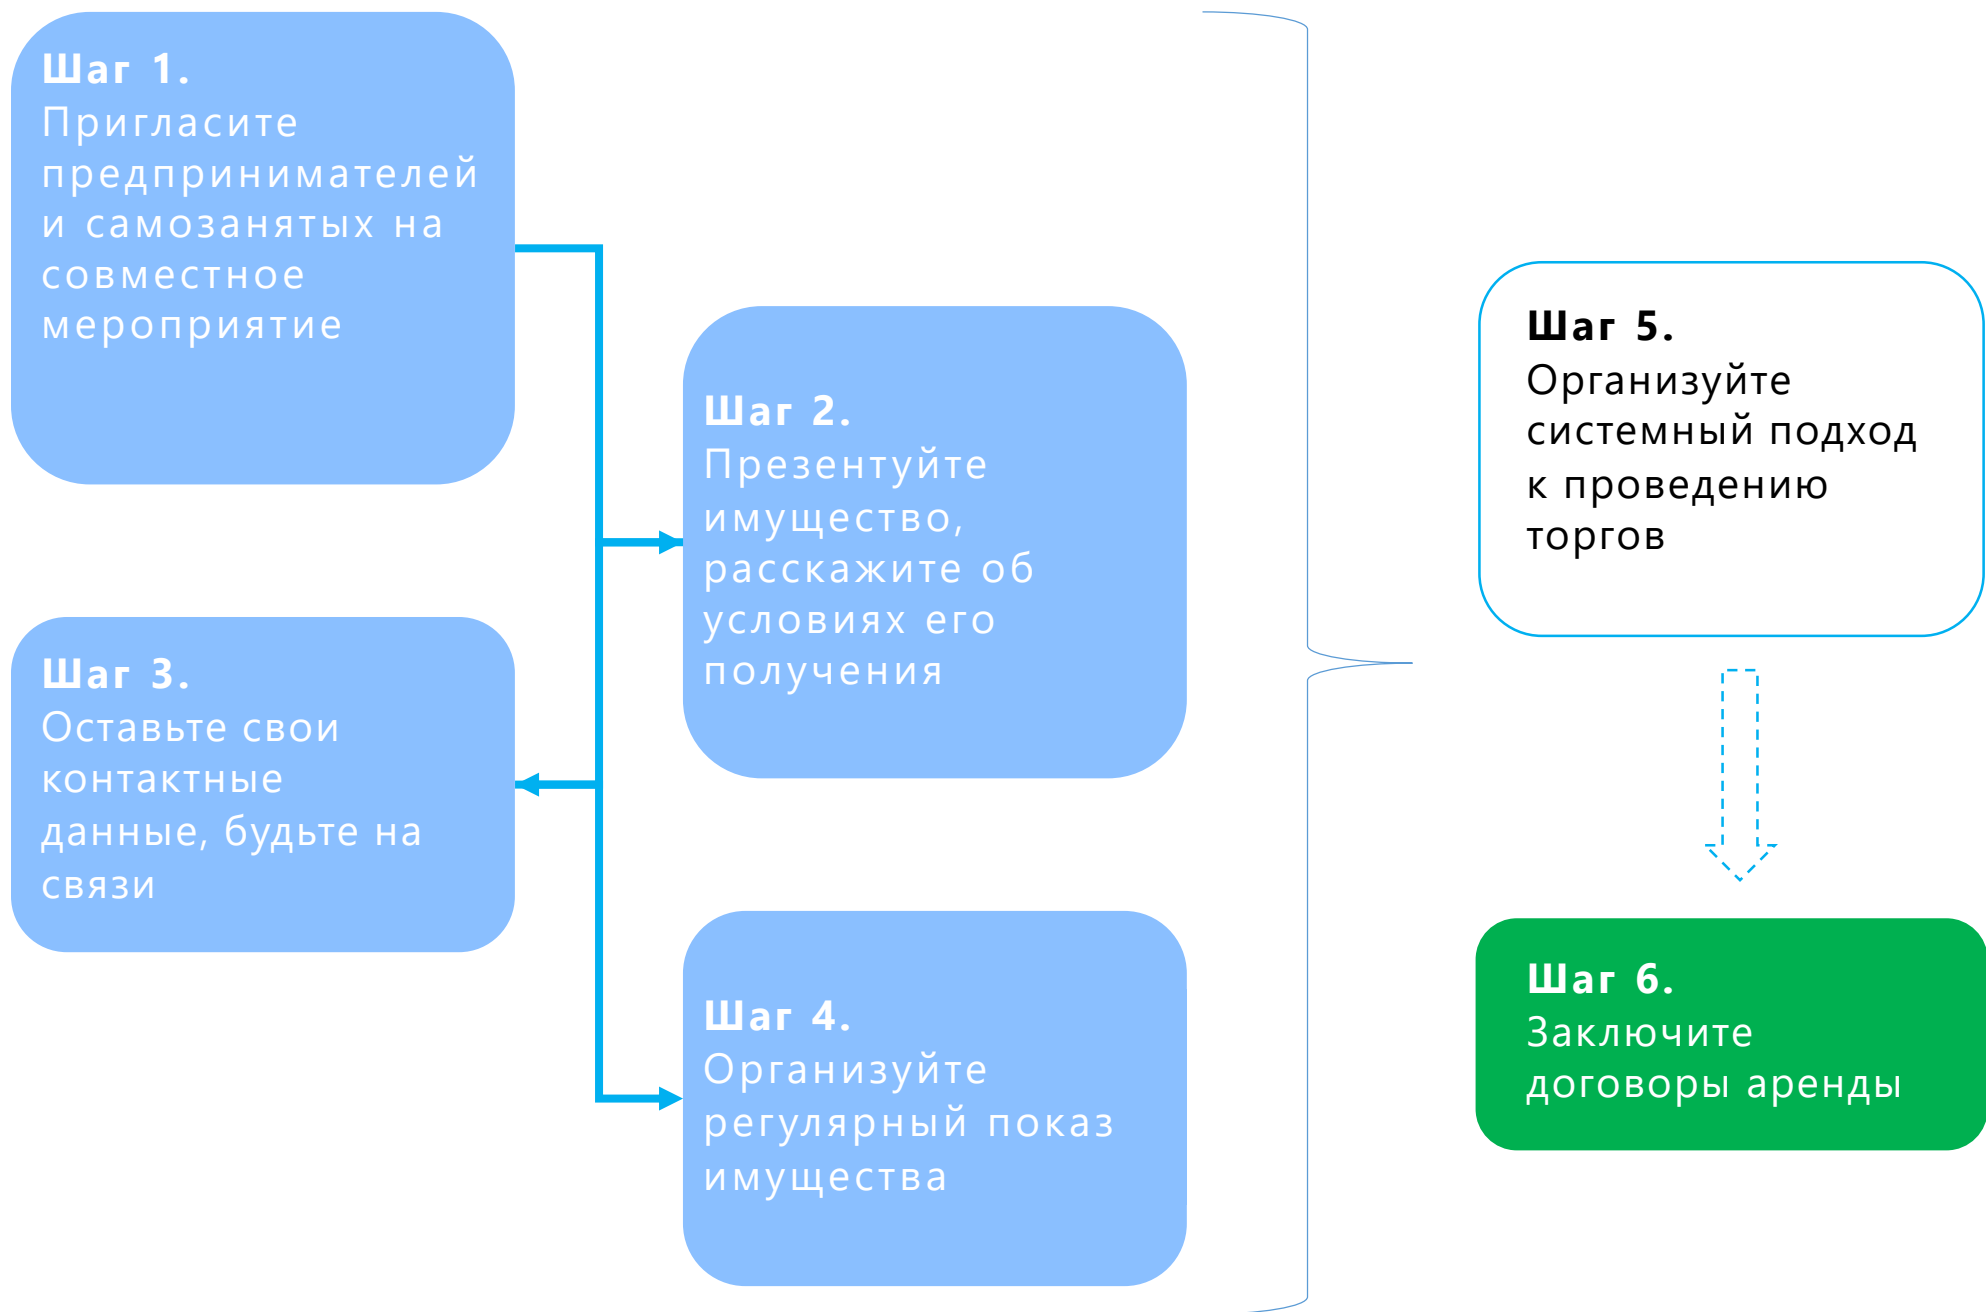 Шаг 1.
Пригласите
предпринимателей
и самозанятых на
совместное
мероприятие
Шаг 2.
Презентуйте
имущество,
расскажите об
условиях его
получения
Шаг 3.
Оставьте свои
контактные
данные, будьте на
связи
Шаг 4.
Организуйте
регулярный показ
имущества
Шаг 5.
Организуйте
системный подход
к проведению
торгов
Шаг 6.
Заключите
договоры аренды